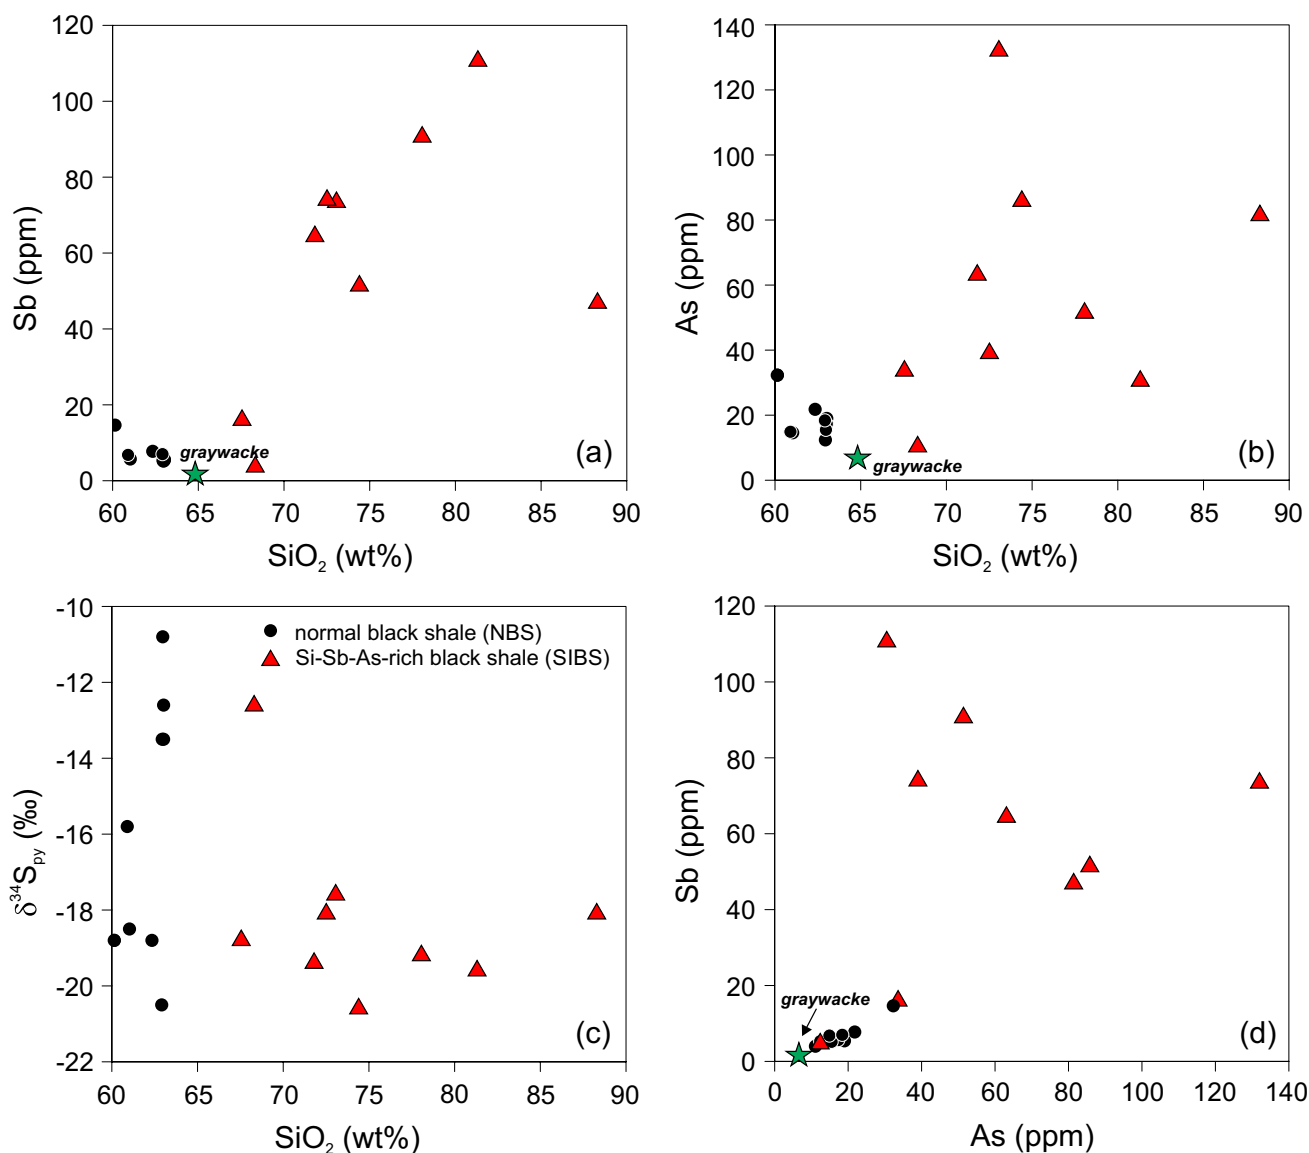 120
100
80
60
40
20
0
Sb (ppm)
graywacke
(a)
60 65 70 75 80 85 90
SiO₂ (wt%)
140
120
100
80
60
40
20
0
As (ppm)
graywacke
(b)
60 65 70 75 80 85 90
SiO₂ (wt%)
-10
-12
-14
-16
-18
-20
-22
δ³⁴Spy (‰)
normal black shale (NBS)
Si-Sb-As-rich black shale (SIBS)
(c)
60 65 70 75 80 85 90
SiO₂ (wt%)
120
100
80
60
40
20
0
Sb (ppm)
graywacke
(d)
0 20 40 60 80 100 120 140
As (ppm)